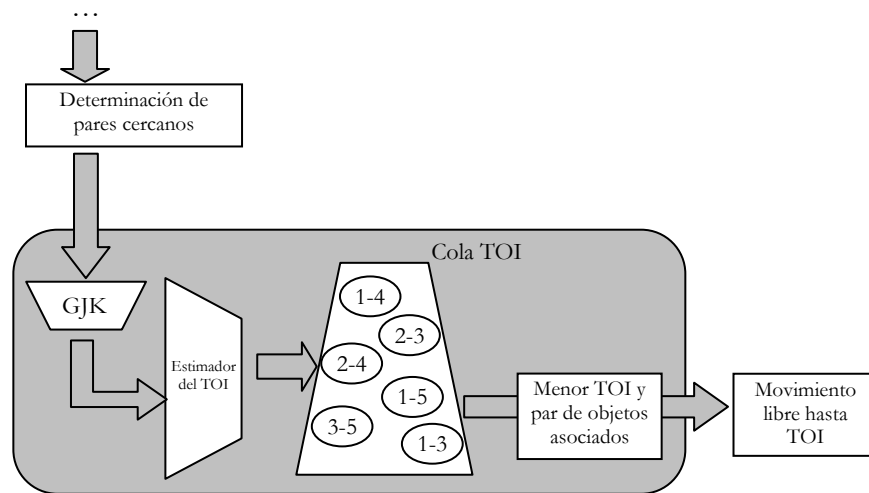 ...
Determinación de
pares cercanos
Cola TOI
GJK
Estimador
del TOI
1-4
2-3
2-4
1-5
3-5
1-3
Menor TOI y
par de objetos
asociados
Movimiento
libre hasta
TOI